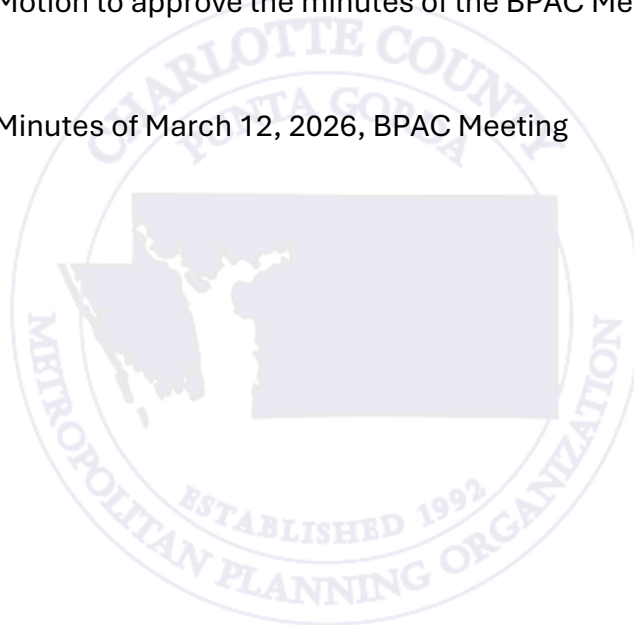 Motion to approve the minutes of the BPAC Me
Minutes of March 12, 2026, BPAC Meeting
CHARLOTTE COUNTY
PUNTA GORDA
ESTABLISHED 1992
METROPOLITAN PLANNING ORGANIZATION